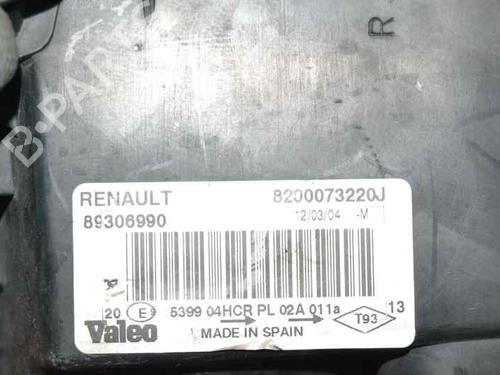 R
B-PARTS
RENAULT 8200073220J
89306990 12/03/04 -M
20 E9 5399 04HCR PL 02A 011a T93 13
Valeo MADE IN SPAIN